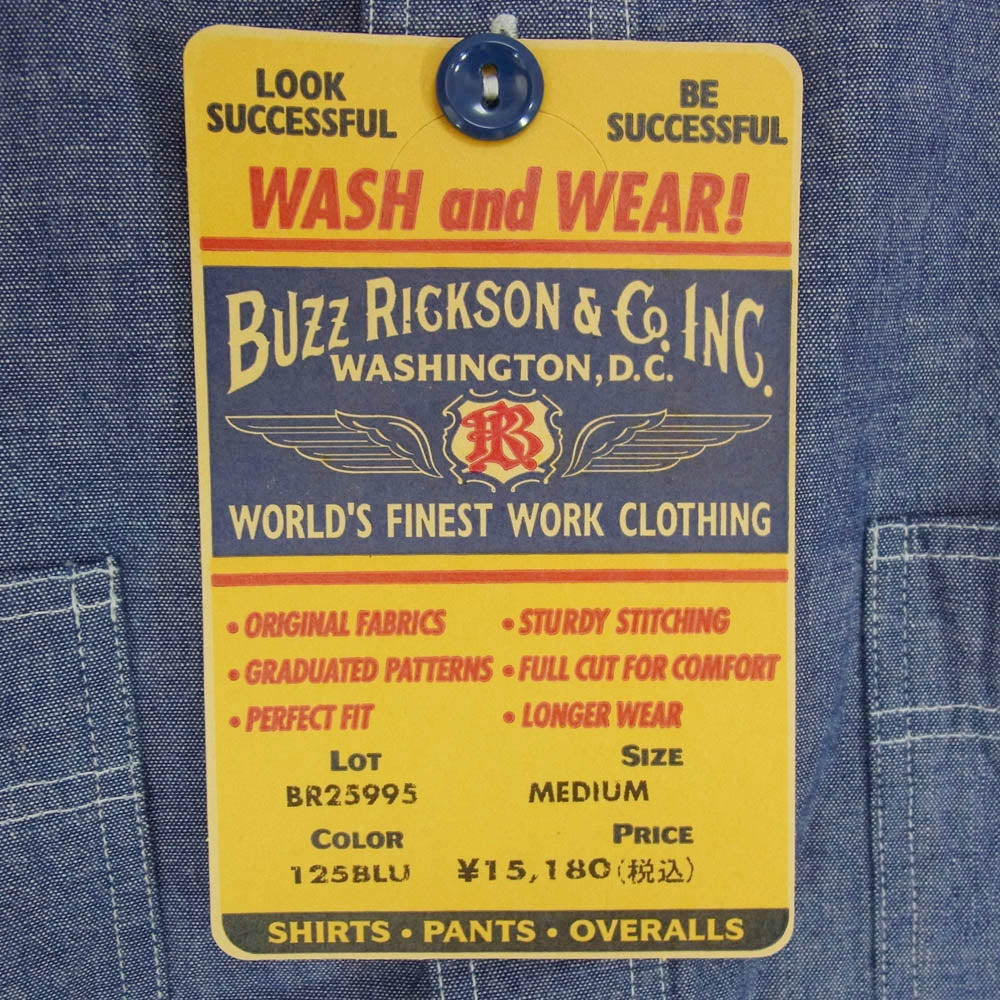 LOOK SUCCESSFUL
BE SUCCESSFUL
WASH and WEAR!
BUZZ RICKSON & Co. INC.
WASHINGTON, D.C.
BR
WORLD'S FINEST WORK CLOTHING
• ORIGINAL FABRICS
• STURDY STITCHING
• GRADUATED PATTERNS
• FULL CUT FOR COMFORT
• PERFECT FIT
• LONGER WEAR
LOT
SIZE
BR25995
MEDIUM
COLOR
PRICE
125BLU
¥15,180(税込)
SHIRTS • PANTS • OVERALLS